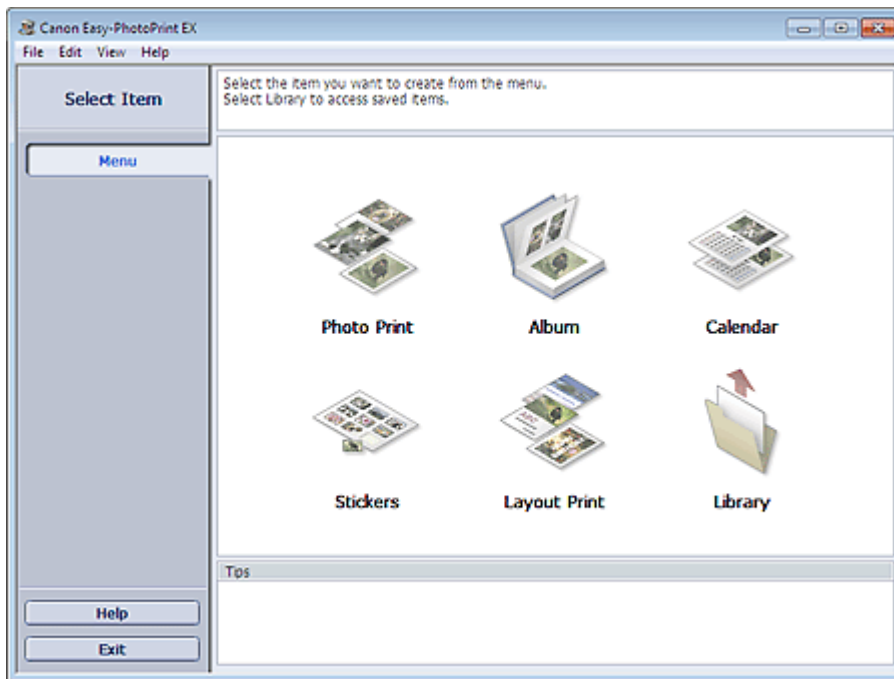 Canon Easy-PhotoPrint EX
File Edit View Help
Select Item
Select the item you want to create from the menu.
Select Library to access saved items.
Menu
Photo Print
Album
Calendar
Stickers
Layout Print
Library
Tips
Help
Exit